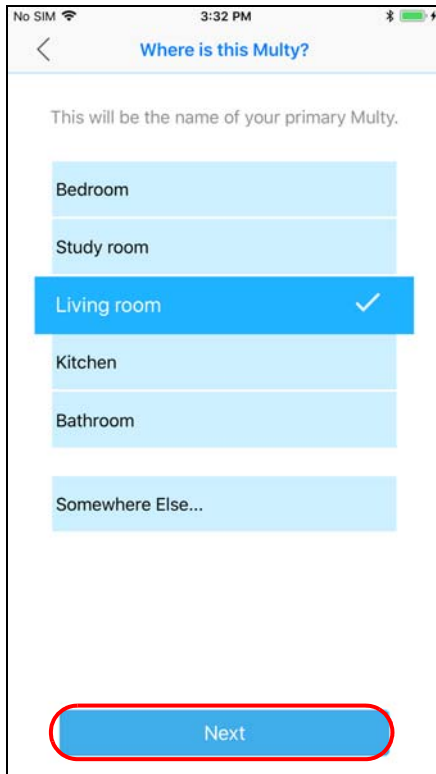 No SIM 3:32 PM
Where is this Multy?
This will be the name of your primary Multy.
Bedroom
Study room
Living room
Kitchen
Bathroom
Somewhere Else...
Next